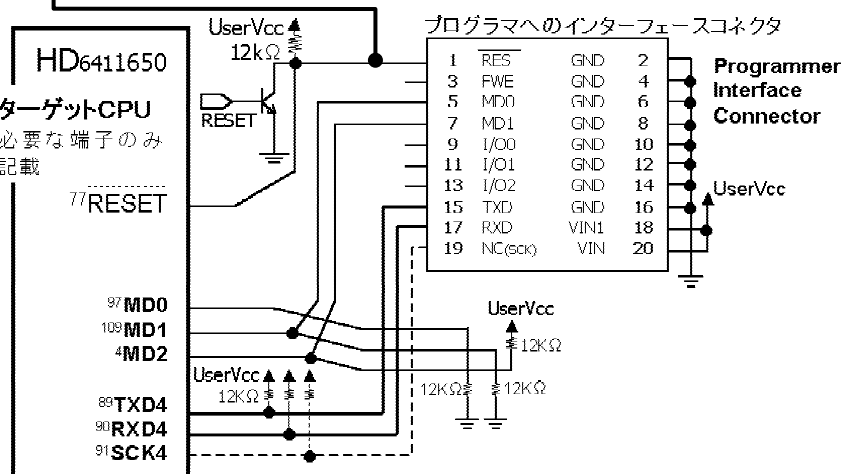 プログラマへのインターフェースコネクタ
UserVcc
12kΩ
HD6411650
ターゲットCPU
必要な端子のみ
記載
RESET
1 RES GND 2
3 FWE GND 4
5 MD0 GND 6
7 MD1 GND 8
9 I/O0 GND 10
11 I/O1 GND 12
13 I/O2 GND 14
15 TXD GND 16
17 RXD VIN1 18
19 NC(SCK) VIN 20
Programmer
Interface
Connector
UserVcc
77RESET
97MD0
109MD1
4MD2
UserVcc
12KΩ
12KΩ
12KΩ
UserVcc
12KΩ
89TXD4
90RXD4
91SCK4